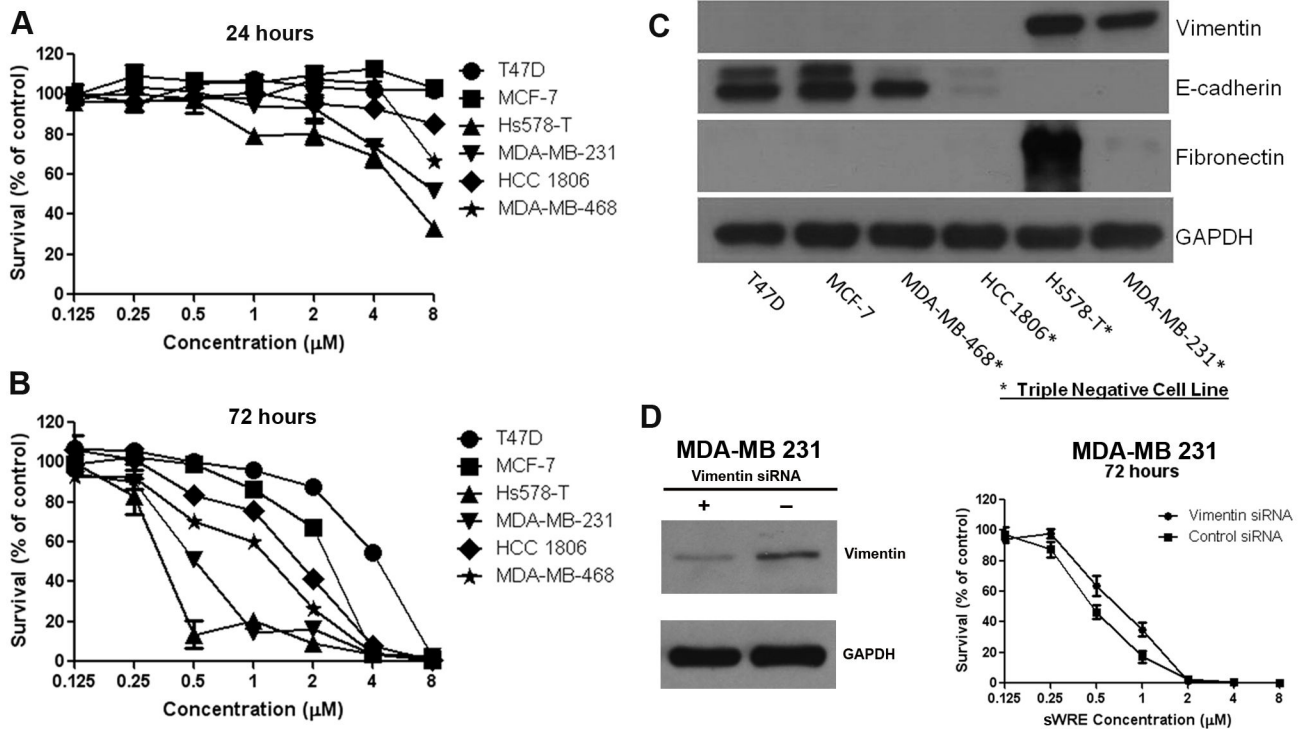 A
24 hours
Survival (% of control)
120
100
80
60
40
20
0
0.125 0.25 0.5 1 2 4 8
Concentration (µM)
T47D
MCF-7
Hs578-T
MDA-MB-231
HCC 1806
MDA-MB-468
B
72 hours
Survival (% of control)
120
100
80
60
40
20
0
0.125 0.25 0.5 1 2 4 8
Concentration (µM)
T47D
MCF-7
Hs578-T
MDA-MB-231
HCC 1806
MDA-MB-468
C
Vimentin
E-cadherin
Fibronectin
GAPDH
T47D
MCF-7
MDA-MB-468*
HCC 1806*
Hs578-T*
MDA-MB-231*
* Triple Negative Cell Line
D
MDA-MB 231
Vimentin siRNA
+ –
Vimentin
GAPDH
MDA-MB 231
72 hours
Survival (% of control)
120
100
80
60
40
20
0
0.125 0.25 0.5 1 2 4 8
sWRE Concentration (µM)
Vimentin siRNA
Control siRNA